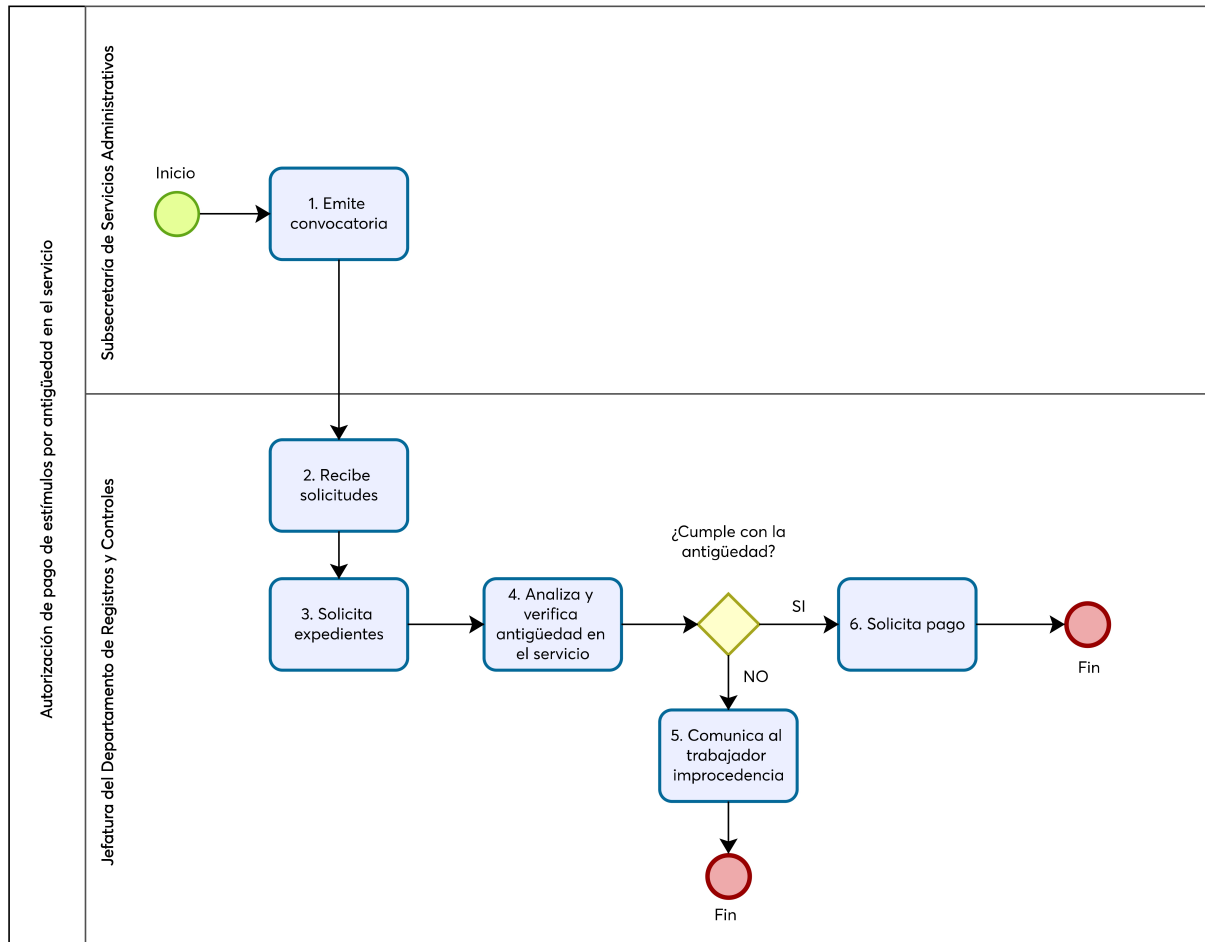 Autorización de pago de estímulos por antigüedad en el servicio
Subsecretaría de Servicios Administrativos
Inicio
1. Emite
convocatoria
Jefatura del Departamento de Registros y Controles
2. Recibe
solicitudes
3. Solicita
expedientes
4. Analiza y
verifica
antigüedad en
el servicio
¿Cumple con la
antigüedad?
SI
6. Solicita pago
Fin
NO
5. Comunica al
trabajador
improcedencia
Fin